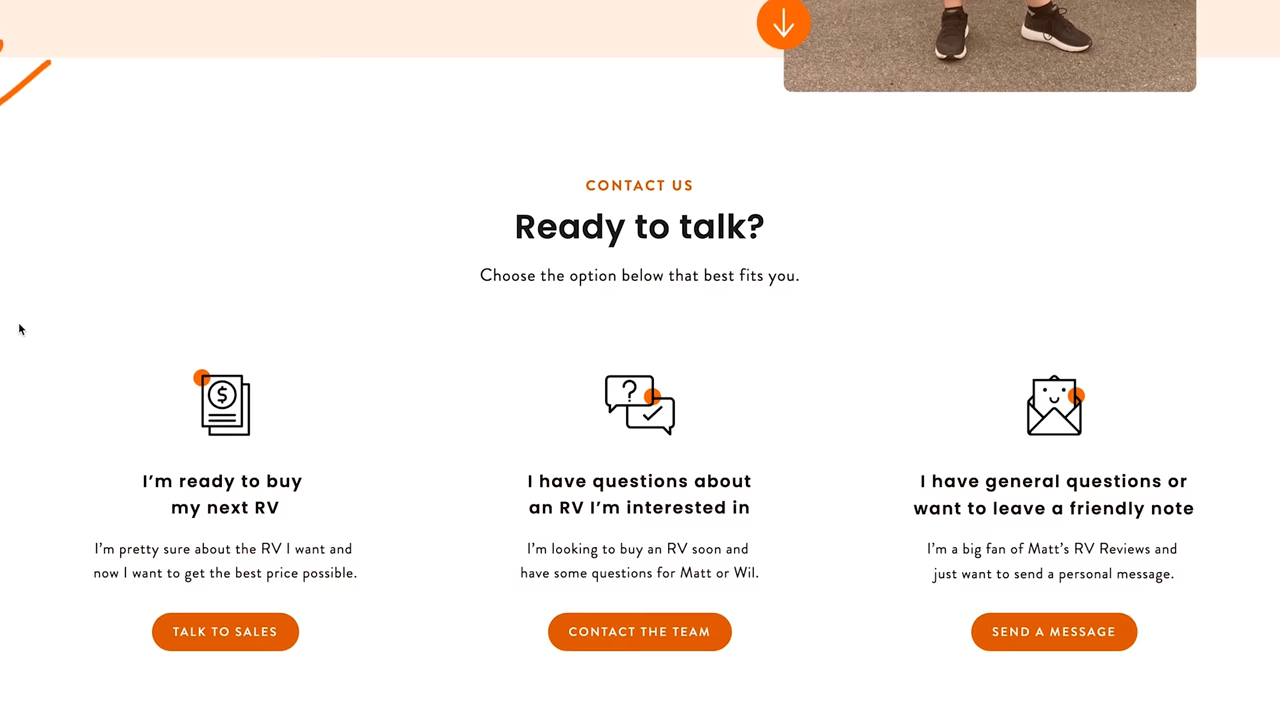 CONTACT US
Ready to talk?
Choose the option below that best fits you.
I'm ready to buy
my next RV
I'm pretty sure about the RV I want and
now I want to get the best price possible.
TALK TO SALES
I have questions about
an RV I'm interested in
I'm looking to buy an RV soon and
have some questions for Matt or Wil.
CONTACT THE TEAM
I have general questions or
want to leave a friendly note
I'm a big fan of Matt's RV Reviews and
just want to send a personal message.
SEND A MESSAGE